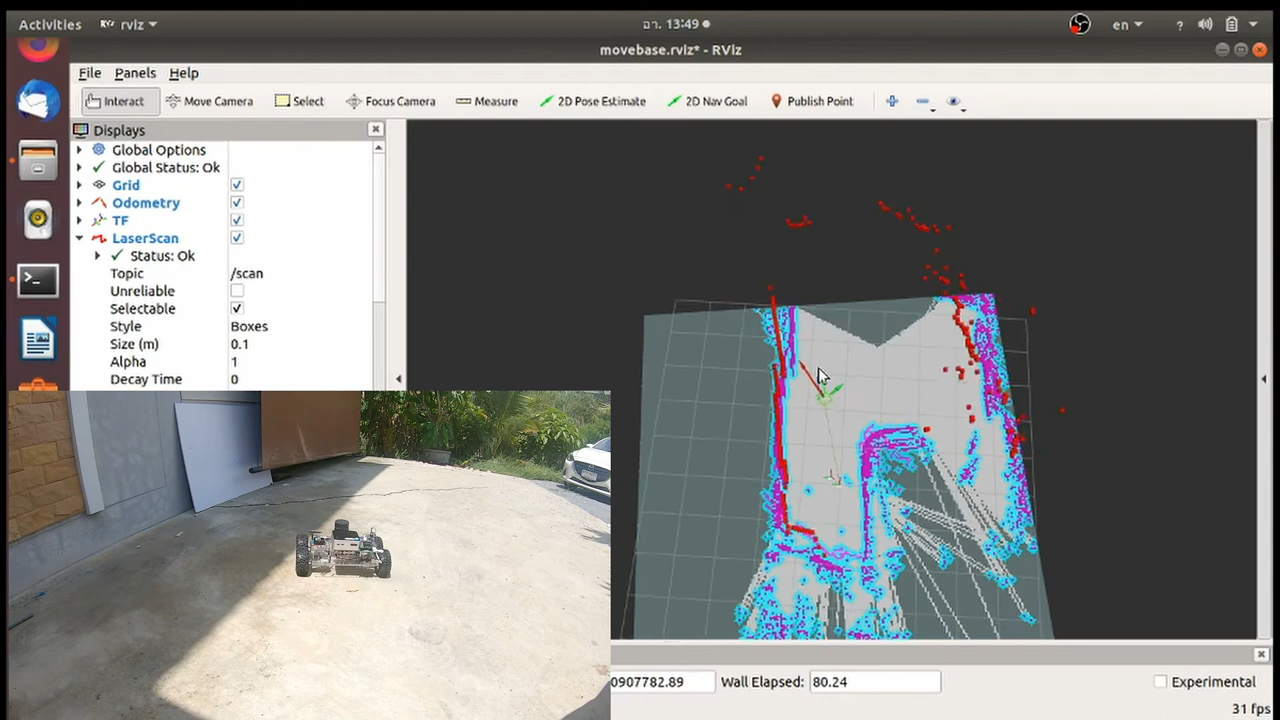 Activities rviz อา. 13:49 en ?
movebase.rviz* - RViz
File Panels Help
Interact Move Camera Select Focus Camera Measure 2D Pose Estimate 2D Nav Goal Publish Point
Displays
Global Options
Global Status: Ok
Grid
Odometry
TF
LaserScan
Status: Ok
Topic /scan
Unreliable
Selectable
Style Boxes
Size (m) 0.1
Alpha 1
Decay Time 0
0907782.89 Wall Elapsed: 80.24 Experimental
31 fps